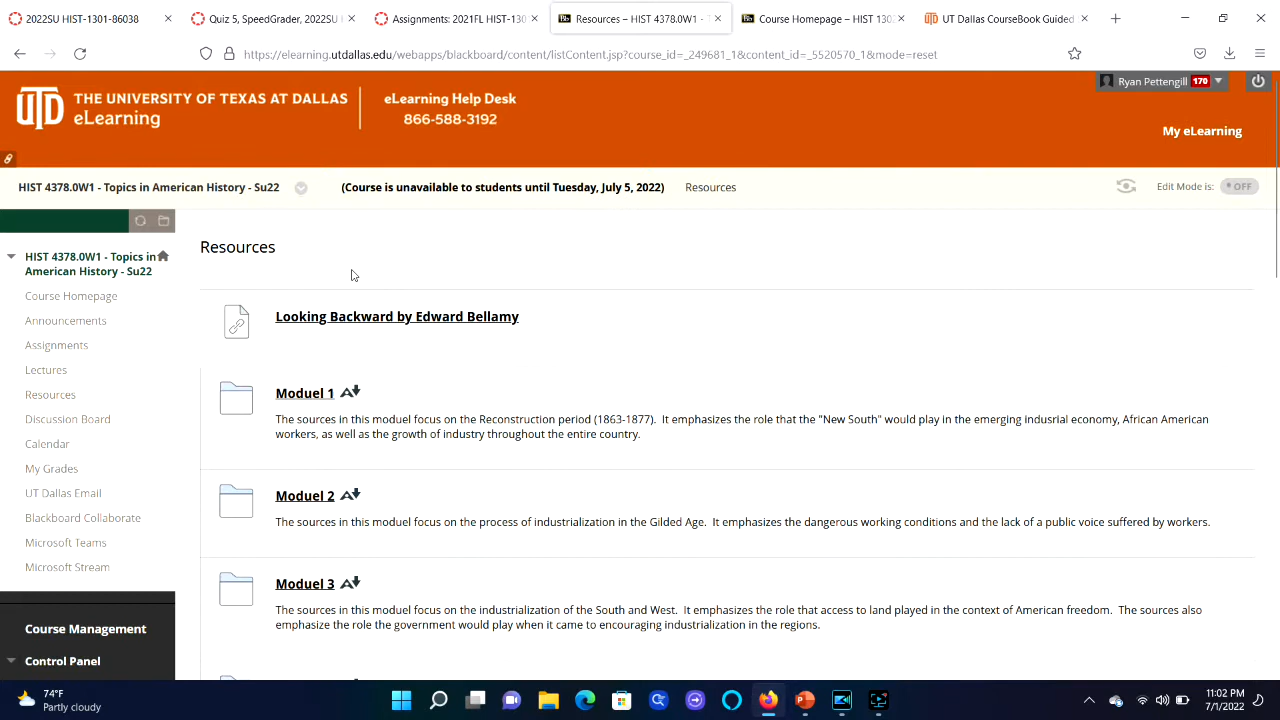 2022SU HIST-1301-86038
Quiz 5, SpeedGrader, 2022SU H
Assignments: 2021FL HIST-130
Bb Resources – HIST 4378.0W1 -
Bb Course Homepage – HIST 130
UTD UT Dallas CourseBook Guided
https://elearning.utdallas.edu/webapps/blackboard/content/listContent.jsp?course_id=_249681_1&content_id=_5520570_1&mode=reset
Ryan Pettengill 170
UTD THE UNIVERSITY OF TEXAS AT DALLAS
eLearning
eLearning Help Desk
866-588-3192
My eLearning
HIST 4378.0W1 - Topics in American History - Su22
(Course is unavailable to students until Tuesday, July 5, 2022)
Resources
Edit Mode is: OFF
HIST 4378.0W1 - Topics in
American History - Su22
Course Homepage
Announcements
Assignments
Lectures
Resources
Discussion Board
Calendar
My Grades
UT Dallas Email
Blackboard Collaborate
Microsoft Teams
Microsoft Stream
Course Management
Control Panel
Resources
Looking Backward by Edward Bellamy
Moduel 1
The sources in this moduel focus on the Reconstruction period (1863-1877). It emphasizes the role that the "New South" would play in the emerging indusrial economy, African American
workers, as well as the growth of industry throughout the entire country.
Moduel 2
The sources in this moduel focus on the process of industrialization in the Gilded Age. It emphasizes the dangerous working conditions and the lack of a public voice suffered by workers.
Moduel 3
The sources in this moduel focus on the industrialization of the South and West. It emphasizes the role that access to land played in the context of American freedom. The sources also
emphasize the role the government would play when it came to encouraging industrialization in the regions.
74°F
Partly cloudy
11:02 PM
7/1/2022